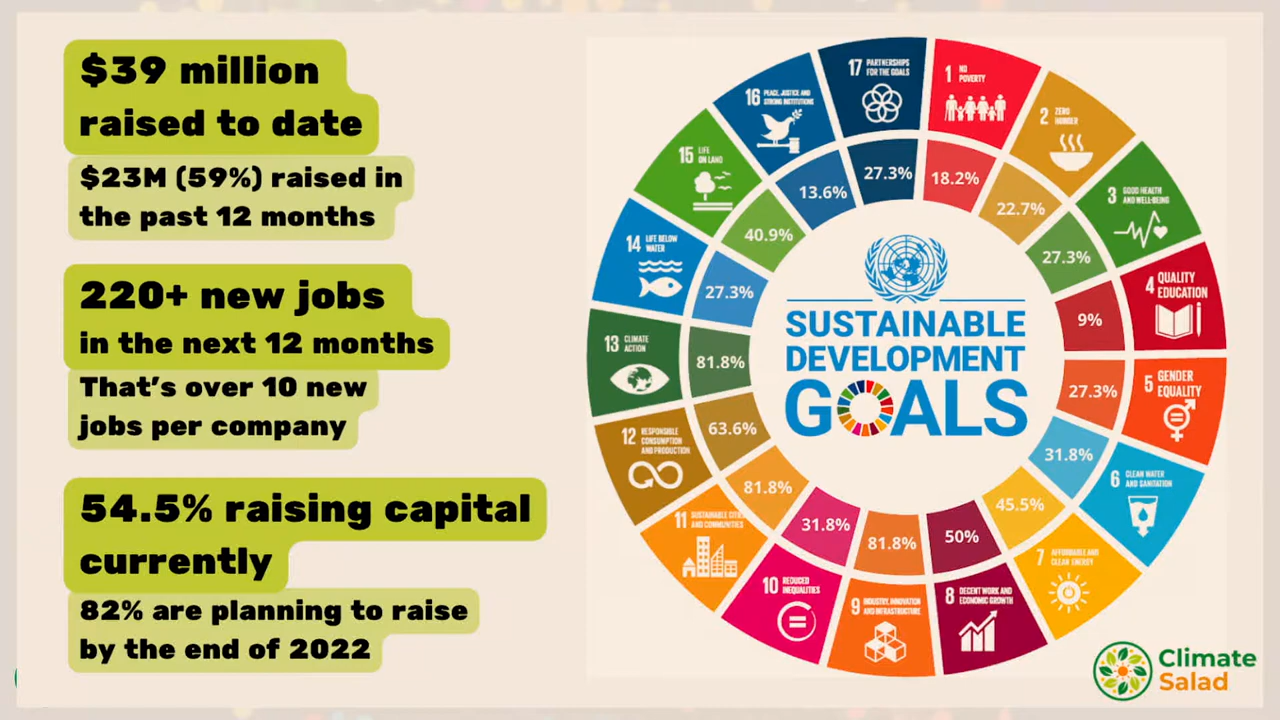 $39 million
raised to date
$23M (59%) raised in
the past 12 months
220+ new jobs
in the next 12 months
That's over 10 new
jobs per company
54.5% raising capital
currently
82% are planning to raise
by the end of 2022
1 NO
POVERTY
18.2%
2 ZERO
HUNGER
22.7%
3 GOOD HEALTH
AND WELL-BEING
27.3%
4 QUALITY
EDUCATION
9%
5 GENDER
EQUALITY
27.3%
6 CLEAN WATER
AND SANITATION
31.8%
7 AFFORDABLE AND
CLEAN ENERGY
45.5%
8 DECENT WORK AND
ECONOMIC GROWTH
50%
9 INDUSTRY, INNOVATION
AND INFRASTRUCTURE
81.8%
10 REDUCED
INEQUALITIES
31.8%
11 SUSTAINABLE CITIES
AND COMMUNITIES
81.8%
12 RESPONSIBLE
CONSUMPTION
AND PRODUCTION
63.6%
13 CLIMATE
ACTION
81.8%
14 LIFE BELOW
WATER
27.3%
15 LIFE
ON LAND
40.9%
16 PEACE, JUSTICE AND
STRONG INSTITUTIONS
13.6%
17 PARTNERSHIPS
FOR THE GOALS
27.3%
SUSTAINABLE
DEVELOPMENT
GOALS
Climate
Salad